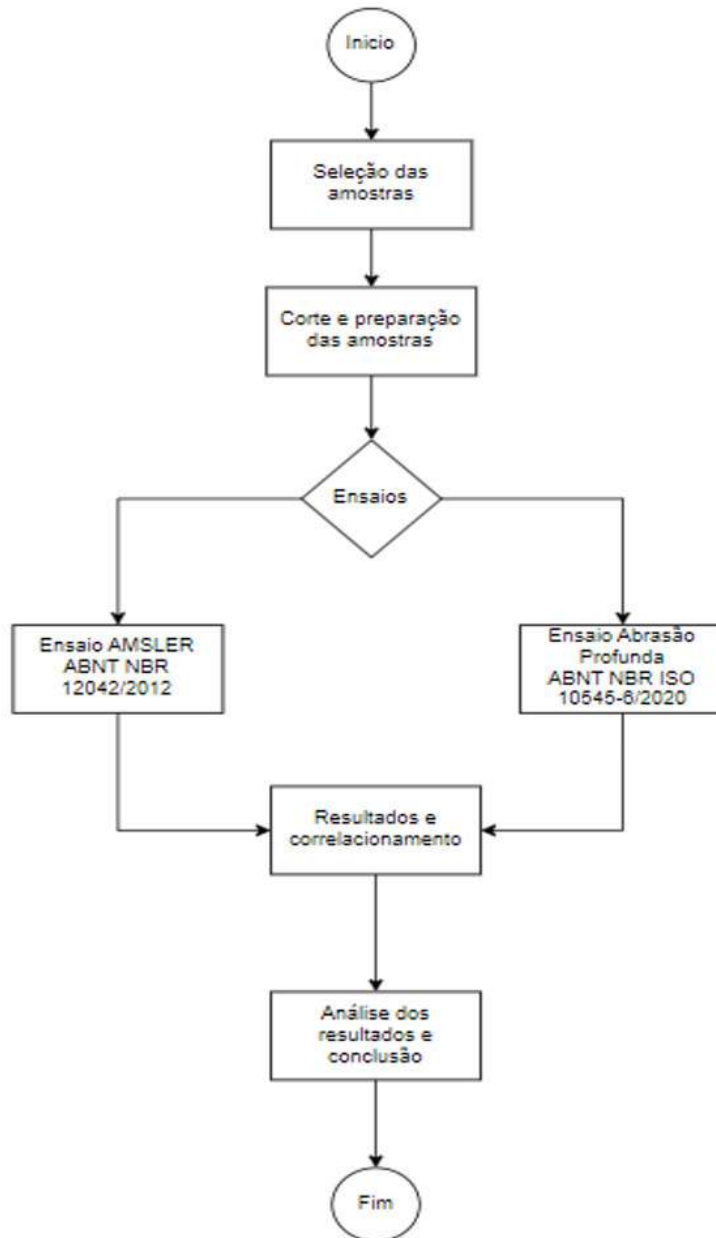 Inicio
Seleção das
amostras
Corte e preparação
das amostras
Ensaios
Ensaio AMSLER
ABNT NBR
12042/2012
Ensaio Abrasão
Profunda
ABNT NBR ISO
10545-6/2020
Resultados e
correlacionamento
Análise dos
resultados e
conclusão
Fim